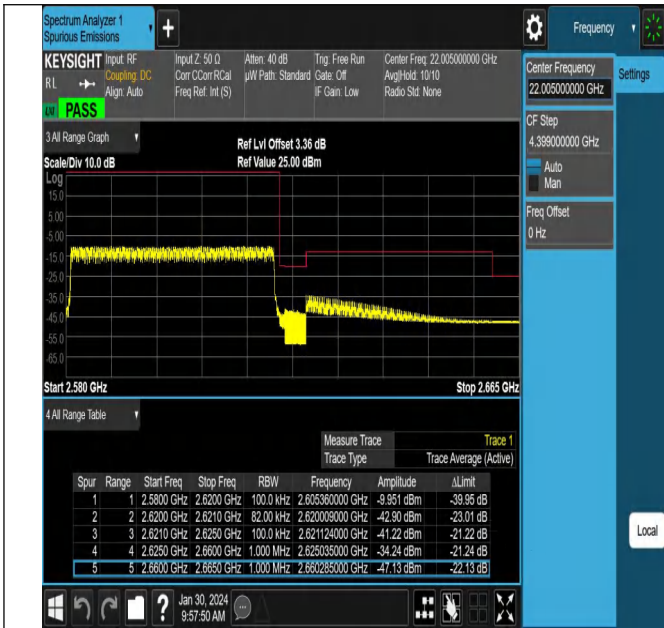 Spectrum Analyzer 1
Spurious Emissions
Frequency
KEYSIGHT
RL
Input: RF
Coupling: DC
Align: Auto
Input Z: 50 Ω
Corr CCorr RCal
Freq Ref: Int (S)
Atten: 40 dB
µW Path: Standard
Trig: Free Run
Gate: Off
IF Gain: Low
Center Freq: 22.005000000 GHz
Avg|Hold: 10/10
Radio Std: None
PASS
Center Frequency
22.005000000 GHz
Settings
CF Step
4.399000000 GHz
Auto
Man
Freq Offset
0 Hz
Local
3 All Range Graph
Scale/Div 10.0 dB
Ref Lvl Offset 3.36 dB
Ref Value 25.00 dBm
Log
15.0
5.00
-5.00
-15.0
-25.0
-35.0
-45.0
-55.0
-65.0
Start 2.580 GHz
Stop 2.665 GHz
4 All Range Table
Measure Trace Trace 1
Trace Type Trace Average (Active)
Spur Range Start Freq Stop Freq RBW Frequency Amplitude ΔLimit
1 1 2.5800 GHz 2.6200 GHz 100.0 kHz 2.605360000 GHz -9.951 dBm -39.95 dB
2 2 2.6200 GHz 2.6210 GHz 82.00 kHz 2.620009000 GHz -42.90 dBm -23.01 dB
3 3 2.6210 GHz 2.6250 GHz 100.0 kHz 2.621124000 GHz -41.22 dBm -21.22 dB
4 4 2.6250 GHz 2.6600 GHz 1.000 MHz 2.625035000 GHz -34.24 dBm -21.24 dB
5 5 2.6600 GHz 2.6650 GHz 1.000 MHz 2.660285000 GHz -47.13 dBm -22.13 dB
Jan 30, 2024
9:57:50 AM